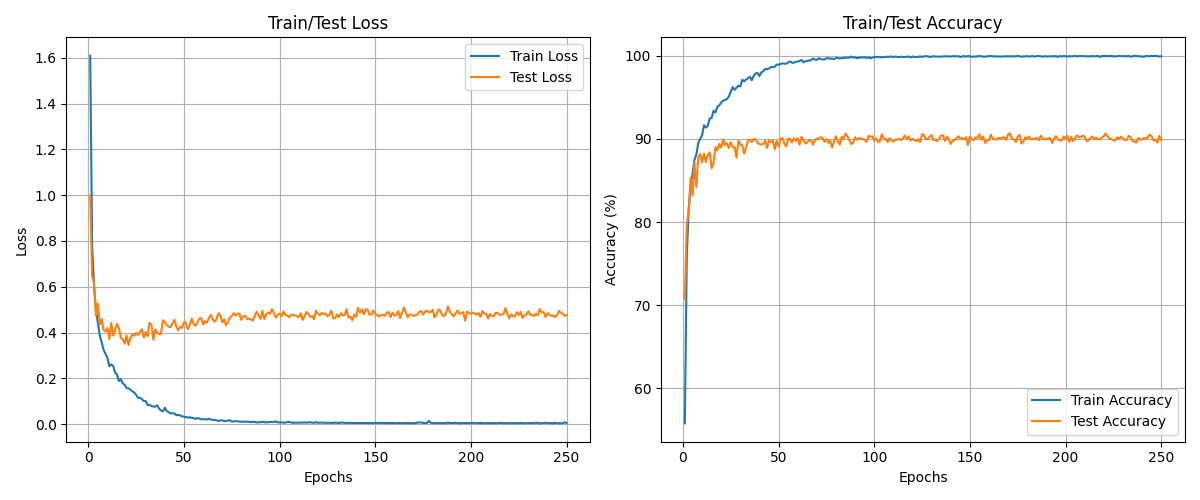 Train/Test Loss
Loss
1.6
1.4
1.2
1.0
0.8
0.6
0.4
0.2
0.0
0 50 100 150 200 250
Epochs
Train Loss
Test Loss
Train/Test Accuracy
Accuracy (%)
100
90
80
70
60
0 50 100 150 200 250
Epochs
Train Accuracy
Test Accuracy